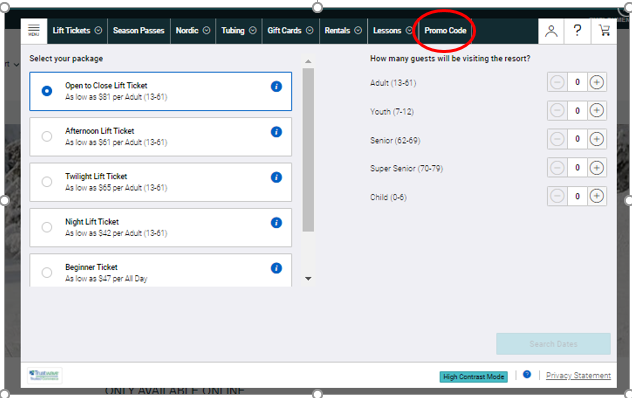 MENU
Lift Tickets
Season Passes
Nordic
Tubing
Gift Cards
Rentals
Lessons
Promo Code
?
Select your package
Open to Close Lift Ticket
As low as $81 per Adult (13-61)
Afternoon Lift Ticket
As low as $61 per Adult (13-61)
Twilight Lift Ticket
As low as $65 per Adult (13-61)
Night Lift Ticket
As low as $42 per Adult (13-61)
Beginner Ticket
As low as $47 per All Day
How many guests will be visiting the resort?
Adult (13-61) 0
Youth (7-12) 0
Senior (62-69) 0
Super Senior (70-79) 0
Child (0-6) 0
Search Dates
Trustwave
High Contrast Mode
Privacy Statement
ONLY AVAILABLE ONLINE